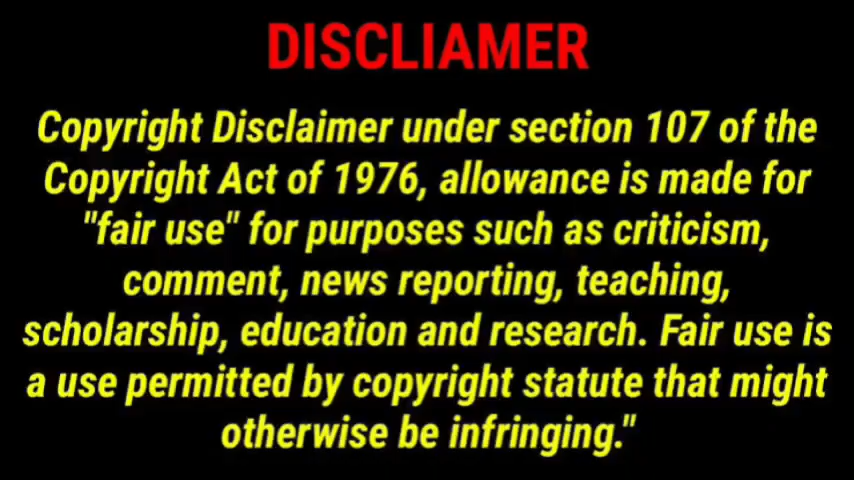 DISCLIAMER
Copyright Disclaimer under section 107 of the
Copyright Act of 1976, allowance is made for
"fair use" for purposes such as criticism,
comment, news reporting, teaching,
scholarship, education and research. Fair use is
a use permitted by copyright statute that might
otherwise be infringing."